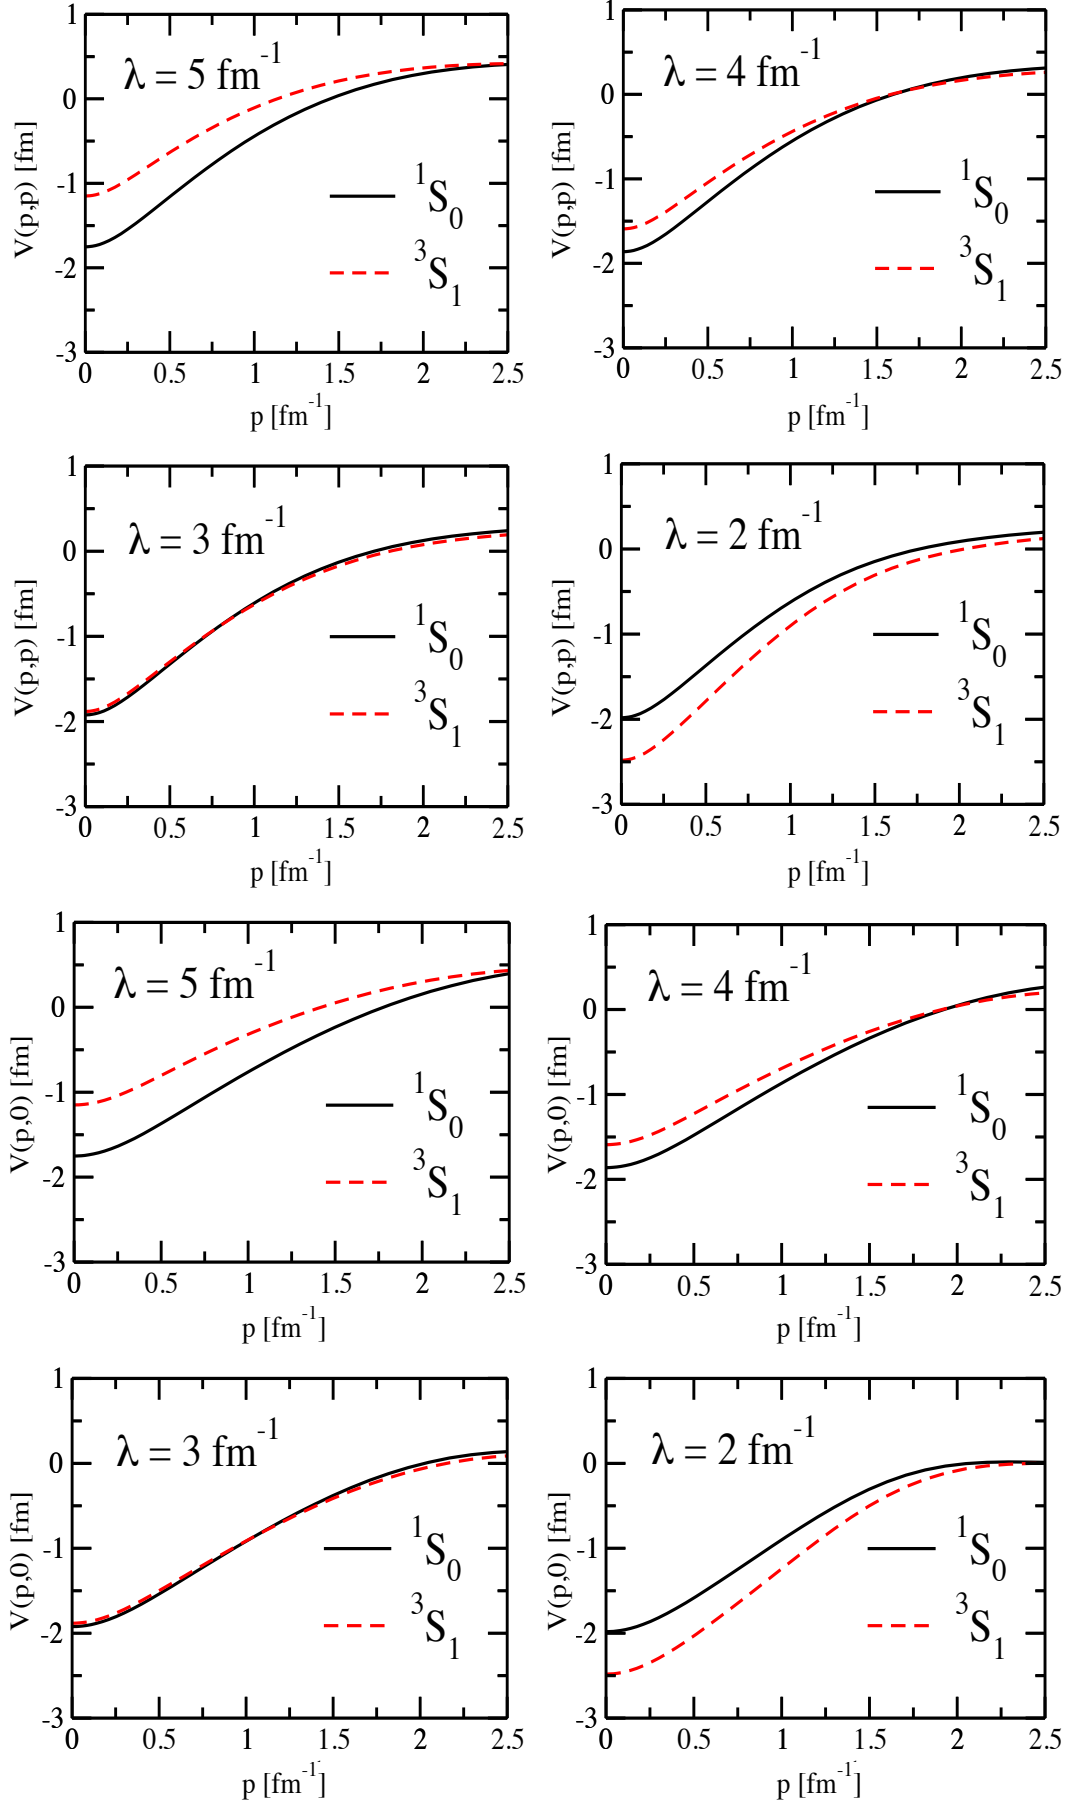 λ = 5 fm⁻¹
V(p,p) [fm]
1
0
-1
-2
-3
¹S₀
³S₁
0 0.5 1 1.5 2 2.5
p [fm⁻¹]
λ = 4 fm⁻¹
V(p,p) [fm]
1
0
-1
-2
-3
¹S₀
³S₁
0 0.5 1 1.5 2 2.5
p [fm⁻¹]
λ = 3 fm⁻¹
V(p,p) [fm]
1
0
-1
-2
-3
¹S₀
³S₁
0 0.5 1 1.5 2 2.5
p [fm⁻¹]
λ = 2 fm⁻¹
V(p,p) [fm]
1
0
-1
-2
-3
¹S₀
³S₁
0 0.5 1 1.5 2 2.5
p [fm⁻¹]
λ = 5 fm⁻¹
V(p,0) [fm]
1
0
-1
-2
-3
¹S₀
³S₁
0 0.5 1 1.5 2 2.5
p [fm⁻¹]
λ = 4 fm⁻¹
V(p,0) [fm]
1
0
-1
-2
-3
¹S₀
³S₁
0 0.5 1 1.5 2 2.5
p [fm⁻¹]
λ = 3 fm⁻¹
V(p,0) [fm]
1
0
-1
-2
-3
¹S₀
³S₁
0 0.5 1 1.5 2 2.5
p [fm⁻¹]
λ = 2 fm⁻¹
V(p,0) [fm]
1
0
-1
-2
-3
¹S₀
³S₁
0 0.5 1 1.5 2 2.5
p [fm⁻¹]